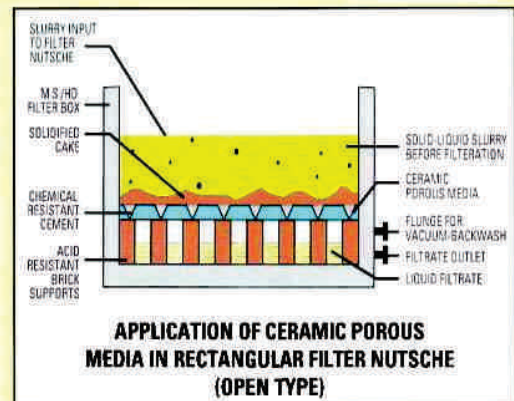 SLURRY INPUT
TO FILTER
NUTSCHE
M.S./HD
FILTER BOX
SOLIDIFIED
CAKE
CHEMICAL
RESISTANT
CEMENT
ACID
RESISTANT
BRICK
SUPPORTS
SOLID-LIQUID SLURRY
BEFORE FILTERATION
CERAMIC
POROUS MEDIA
FLUNGE FOR
VACUUM-BACKWASH
FILTRATE OUTLET
LIQUID FILTRATE
APPLICATION OF CERAMIC POROUS
MEDIA IN RECTANGULAR FILTER NUTSCHE
(OPEN TYPE)